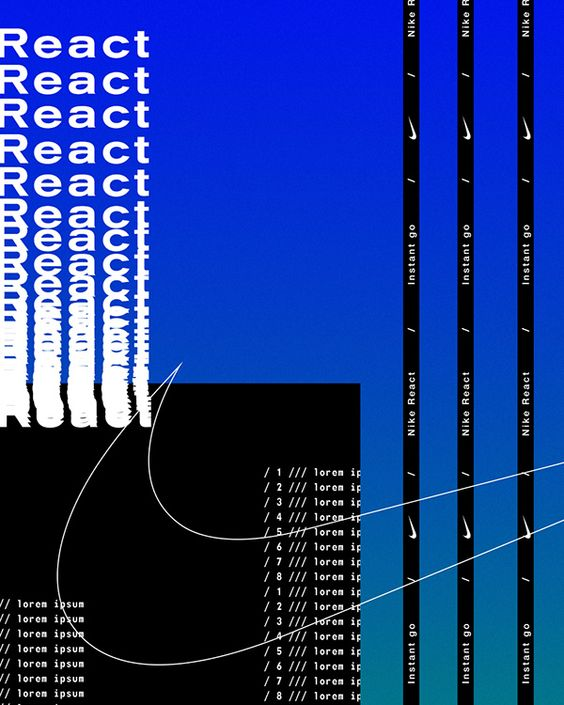 React
React
React
React
React
React
React
React
React
React
/ 1 /// lorem ip
/ 2 /// lorem ip
/ 3 /// lorem ip
/ 4 /// lorem ip
/ 5 /// lorem ip
/ 6 /// lorem ip
/ 7 /// lorem ip
/ 8 /// lorem ip
/ 1 /// lorem ip
/ 2 /// lorem ip
/ 3 /// lorem ip
/ 4 /// lorem ip
/ 5 /// lorem ip
/ 6 /// lorem ip
/ 7 /// lorem ip
/ 8 /// lorem ip
// lorem ipsum
// lorem ipsum
// lorem ipsum
// lorem ipsum
// lorem ipsum
// lorem ipsum
// lorem ipsum
Instant go / / Nike React / Instant go / / Nike R
Instant go / / Nike React / Instant go / / Nike R
Instant go / / Nike React / Instant go / / Nike R